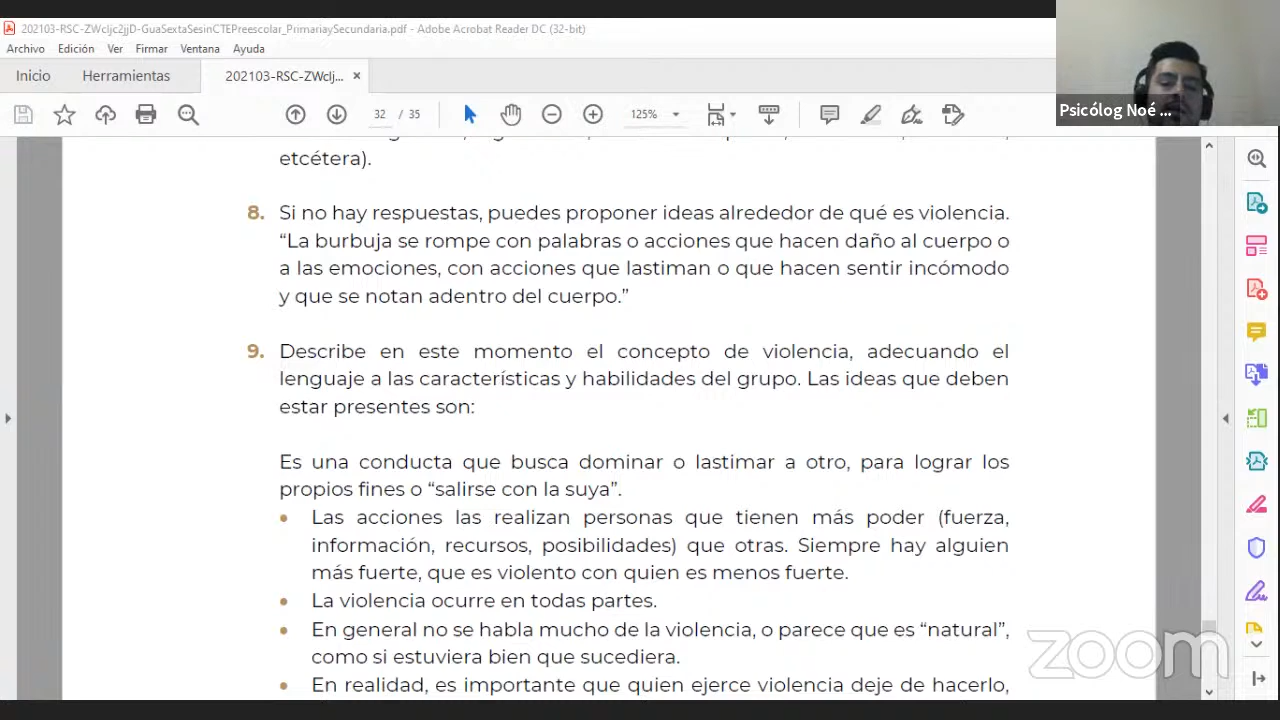 202103-RSC-ZWcIjc2jjD-GuaSextaSesinCTEPreescolar_PrimariaySecundaria.pdf - Adobe Acrobat Reader DC (32-bit)
Archivo Edición Ver Firmar Ventana Ayuda
Inicio Herramientas 202103-RSC-ZWcIj... ×
32 / 35 125%
Psicólog Noé ...
etcétera).
8. Si no hay respuestas, puedes proponer ideas alrededor de qué es violencia.
“La burbuja se rompe con palabras o acciones que hacen daño al cuerpo o
a las emociones, con acciones que lastiman o que hacen sentir incómodo
y que se notan adentro del cuerpo.”
9. Describe en este momento el concepto de violencia, adecuando el
lenguaje a las características y habilidades del grupo. Las ideas que deben
estar presentes son:
Es una conducta que busca dominar o lastimar a otro, para lograr los
propios fines o “salirse con la suya”.
• Las acciones las realizan personas que tienen más poder (fuerza,
información, recursos, posibilidades) que otras. Siempre hay alguien
más fuerte, que es violento con quien es menos fuerte.
• La violencia ocurre en todas partes.
• En general no se habla mucho de la violencia, o parece que es “natural”,
como si estuviera bien que sucediera.
• En realidad, es importante que quien ejerce violencia deje de hacerlo,
zoom